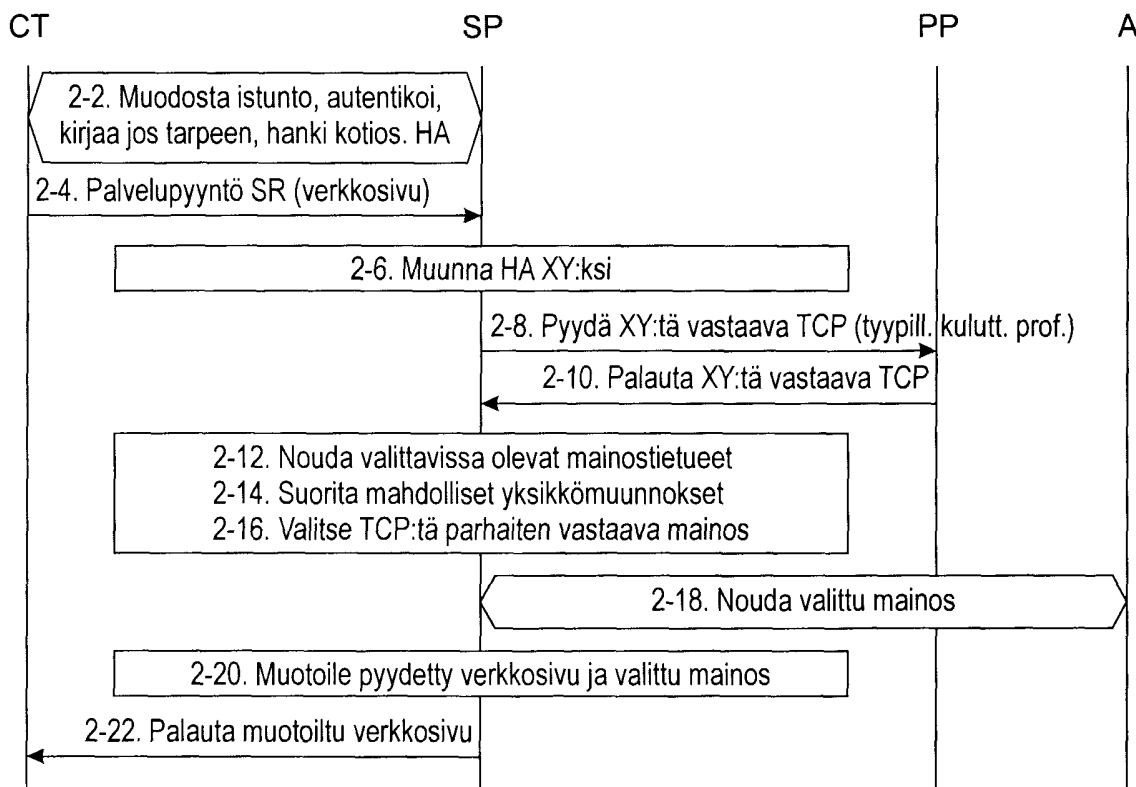 CT SP PP A
2-2. Muodosta istunto, autentikoi,
kirjaa jos tarpeen, hanki kotios. HA
2-4. Palvelupyyntö SR (verkkosivu)
2-6. Muunna HA XY:ksi
2-8. Pyydä XY:tä vastaava TCP (tyypill. kulutt. prof.)
2-10. Palauta XY:tä vastaava TCP
2-12. Nouda valittavissa olevat mainostietueet
2-14. Suorita mahdolliset yksikkömuunnokset
2-16. Valitse TCP:tä parhaiten vastaava mainos
2-18. Nouda valittu mainos
2-20. Muotoile pyydetty verkkosivu ja valittu mainos
2-22. Palauta muotoiltu verkkosivu